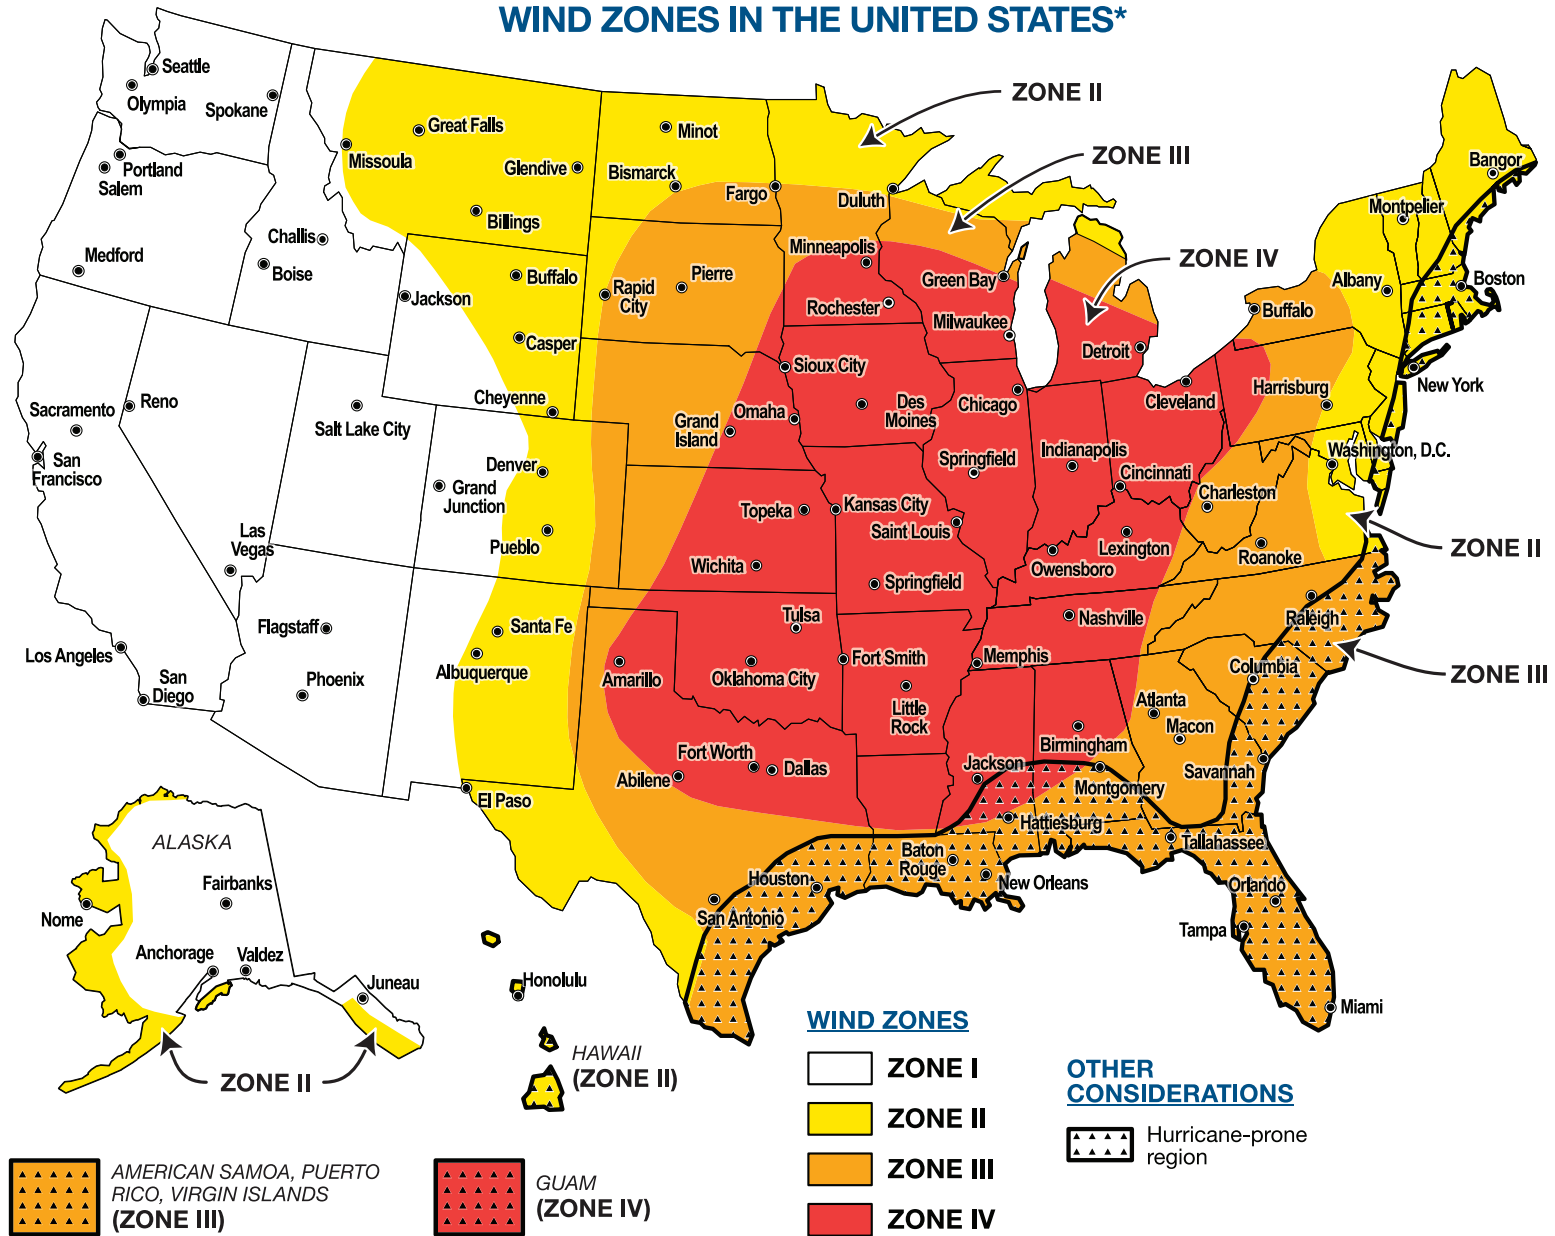 WIND ZONES IN THE UNITED STATES*
Seattle
Olympia
Spokane
Portland
Salem
Medford
Challis
Boise
Missoula
Great Falls
Glendive
Billings
Minot
Bismarck
Fargo
Duluth
ZONE II
ZONE III
ZONE IV
Bangor
Montpelier
Albany
Boston
Buffalo
New York
Jackson
Buffalo
Casper
Cheyenne
Rapid
City
Pierre
Minneapolis
Rochester
Green Bay
Milwaukee
Detroit
Sioux City
Des
Moines
Omaha
Grand
Island
Chicago
Cleveland
Harrisburg
Washington, D.C.
Sacramento
San
Francisco
Reno
Salt Lake City
Las
Vegas
Grand
Junction
Denver
Pueblo
Topeka
Kansas City
Wichita
Saint Louis
Springfield
Springfield
Indianapolis
Cincinnati
Lexington
Owensboro
Charleston
Roanoke
ZONE II
Raleigh
ZONE III
Los Angeles
San
Diego
Flagstaff
Phoenix
Santa Fe
Albuquerque
El Paso
Amarillo
Tulsa
Oklahoma City
Fort Smith
Little
Rock
Memphis
Nashville
Columbia
Atlanta
Macon
Birmingham
Savannah
Montgomery
Jackson
Hattiesburg
Tallahassee
Fort Worth
Dallas
Abilene
Houston
San Antonio
Baton
Rouge
New Orleans
Orlando
Tampa
Miami
ALASKA
Fairbanks
Nome
Anchorage
Valdez
Juneau
ZONE II
Honolulu
HAWAII
(ZONE II)
WIND ZONES
ZONE I
ZONE II
ZONE III
ZONE IV
OTHER
CONSIDERATIONS
Hurricane-prone
region
AMERICAN SAMOA, PUERTO
RICO, VIRGIN ISLANDS
(ZONE III)
GUAM
(ZONE IV)